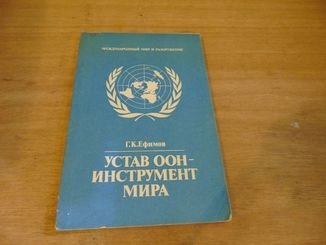 МЕЖДУНАРОДНЫЙ МИР И РАЗОРУЖЕНИЕ
Г.К.Ефимов
УСТАВ ООН-
ИНСТРУМЕНТ
МИРА